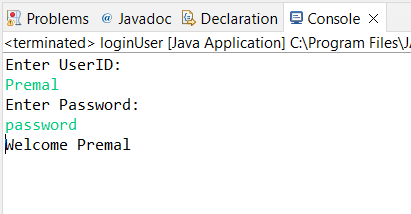 Problems @ Javadoc Declaration Console ×
<terminated> loginUser [Java Application] C:\Program Files\J
Enter UserID:
Premal
Enter Password:
password
Welcome Premal